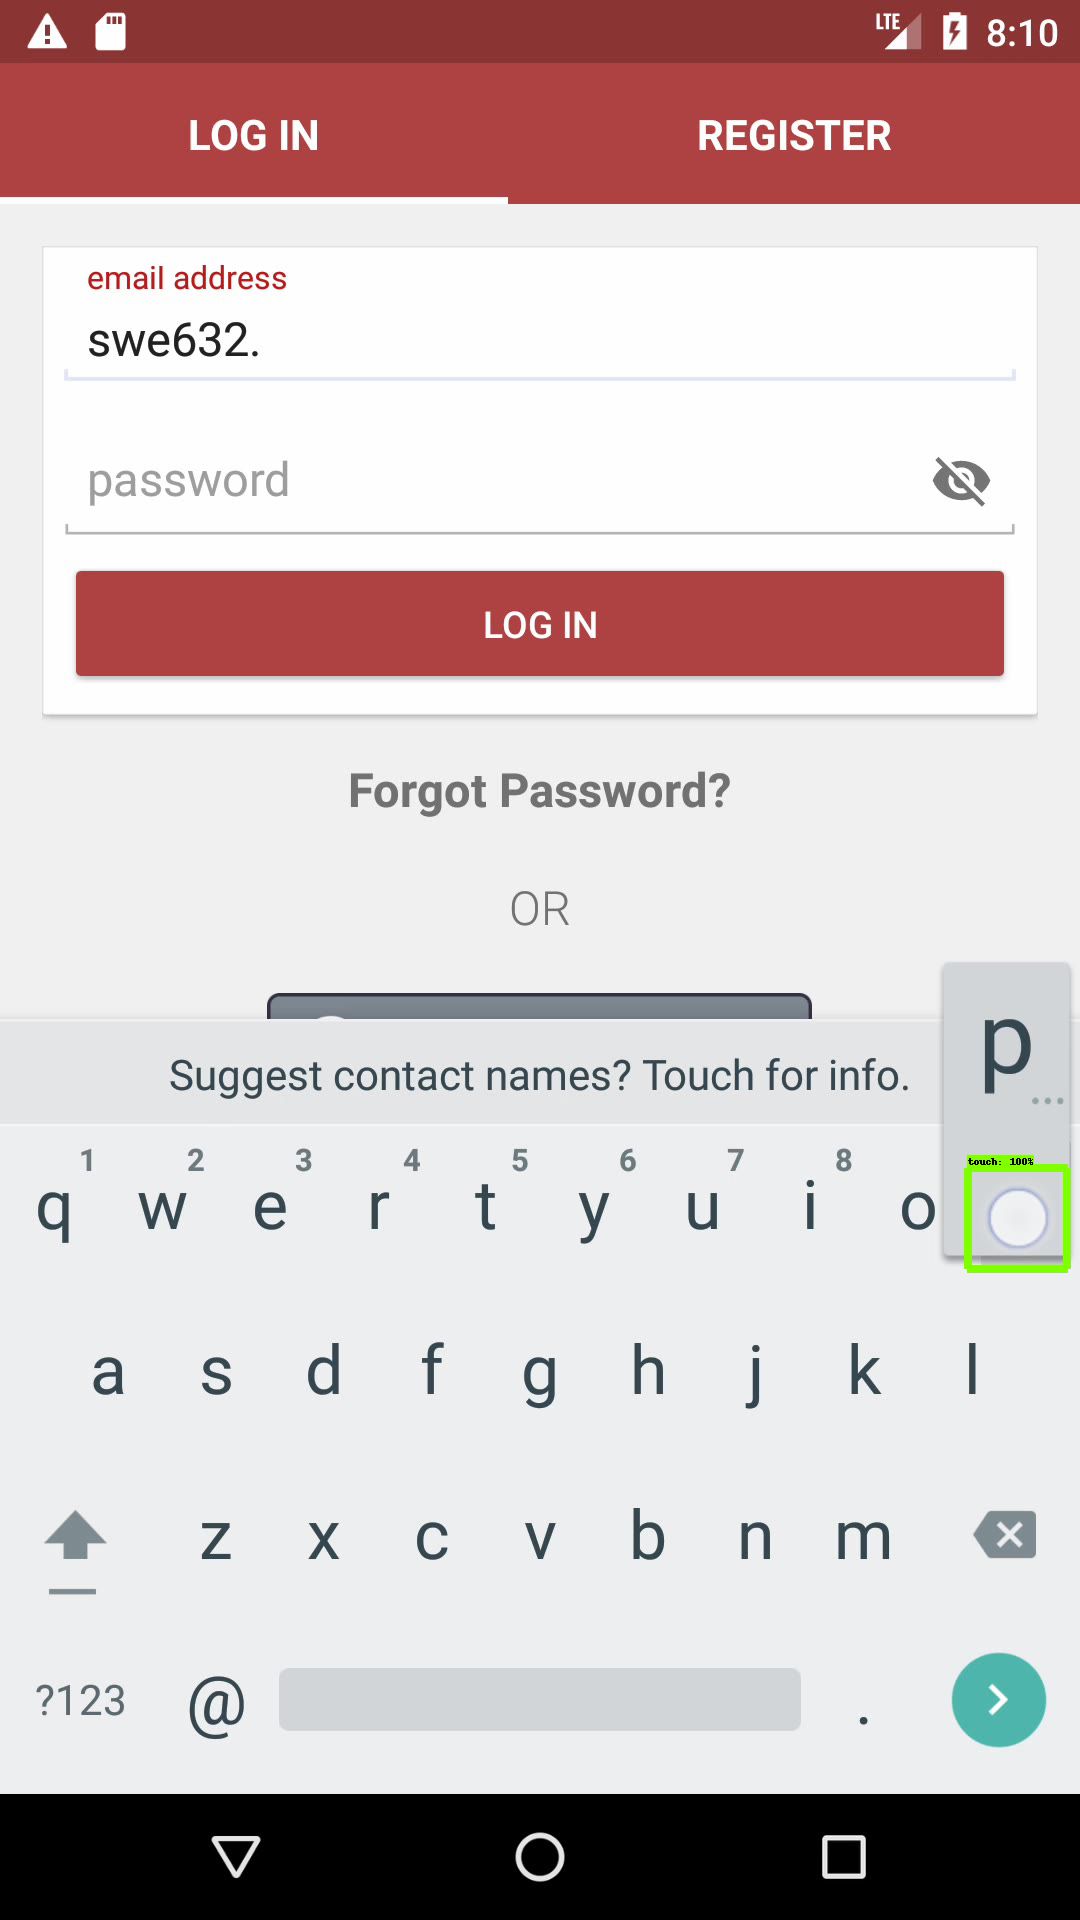 LTE 8:10
LOG IN REGISTER
email address
swe632.
password
LOG IN
Forgot Password?
OR
p
...
Suggest contact names? Touch for info.
touch: 100%
1 2 3 4 5 6 7 8
q w e r t y u i o
a s d f g h j k l
z x c v b n m
?123 @ .